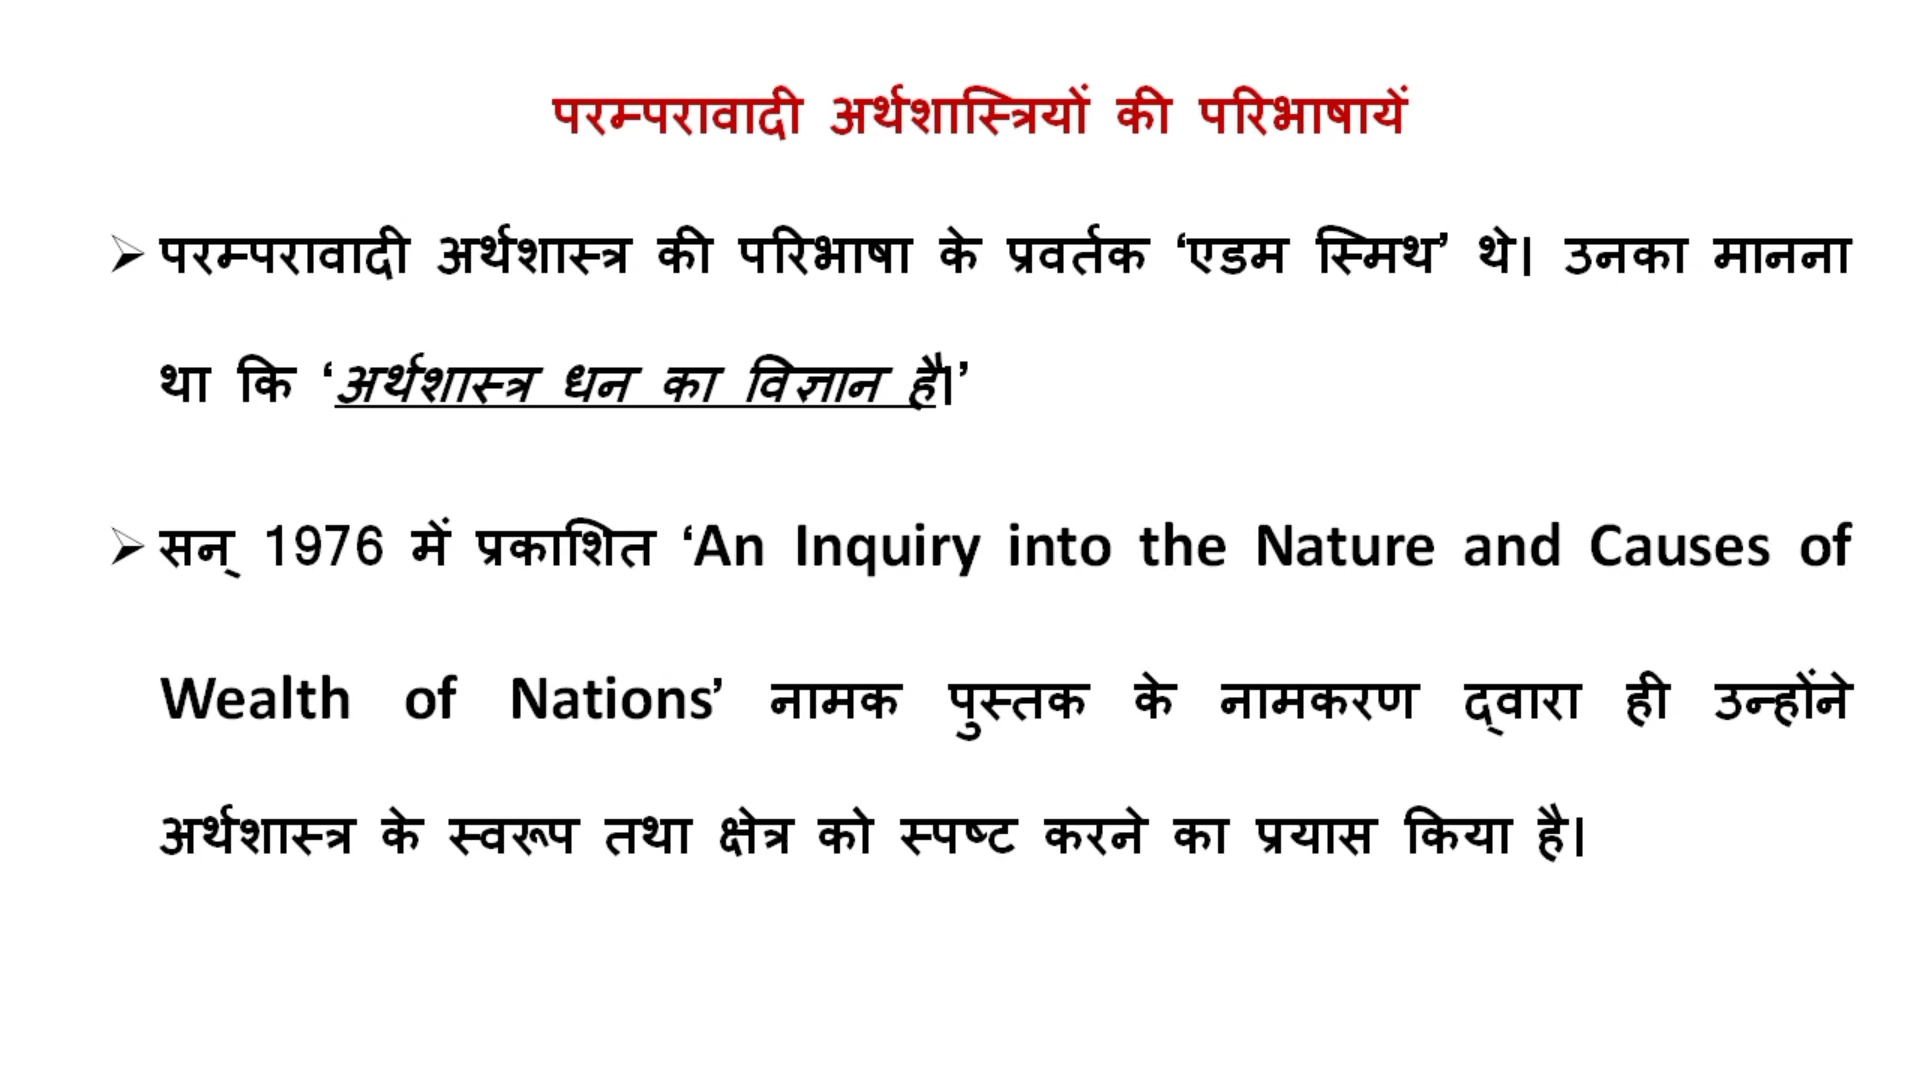 परम्परावादी अर्थशास्त्रियों की परिभाषायें
परम्परावादी अर्थशास्त्र की परिभाषा के प्रवर्तक ‘एडम स्मिथ’ थे। उनका मानना
था कि ‘अर्थशास्त्र धन का विज्ञान है।’
सन् 1976 में प्रकाशित ‘An Inquiry into the Nature and Causes of
Wealth of Nations’ नामक पुस्तक के नामकरण द्वारा ही उन्होंने
अर्थशास्त्र के स्वरूप तथा क्षेत्र को स्पष्ट करने का प्रयास किया है।